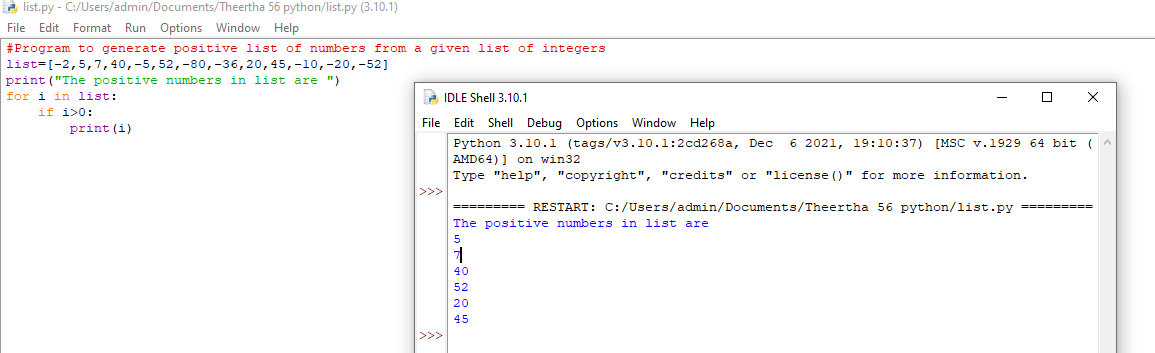 list.py - C:/Users/admin/Documents/Theertha 56 python/list.py (3.10.1)
File Edit Format Run Options Window Help
#Program to generate positive list of numbers from a given list of integers
list=[-2,5,7,40,-5,52,-80,-36,20,45,-10,-20,-52]
print("The positive numbers in list are ")
for i in list:
    if i>0:
        print(i)
IDLE Shell 3.10.1
File Edit Shell Debug Options Window Help
Python 3.10.1 (tags/v3.10.1:2cd268a, Dec  6 2021, 19:10:37) [MSC v.1929 64 bit (
AMD64)] on win32
Type "help", "copyright", "credits" or "license()" for more information.
>>>
========= RESTART: C:/Users/admin/Documents/Theertha 56 python/list.py =========
The positive numbers in list are
5
7
40
52
20
45
>>>